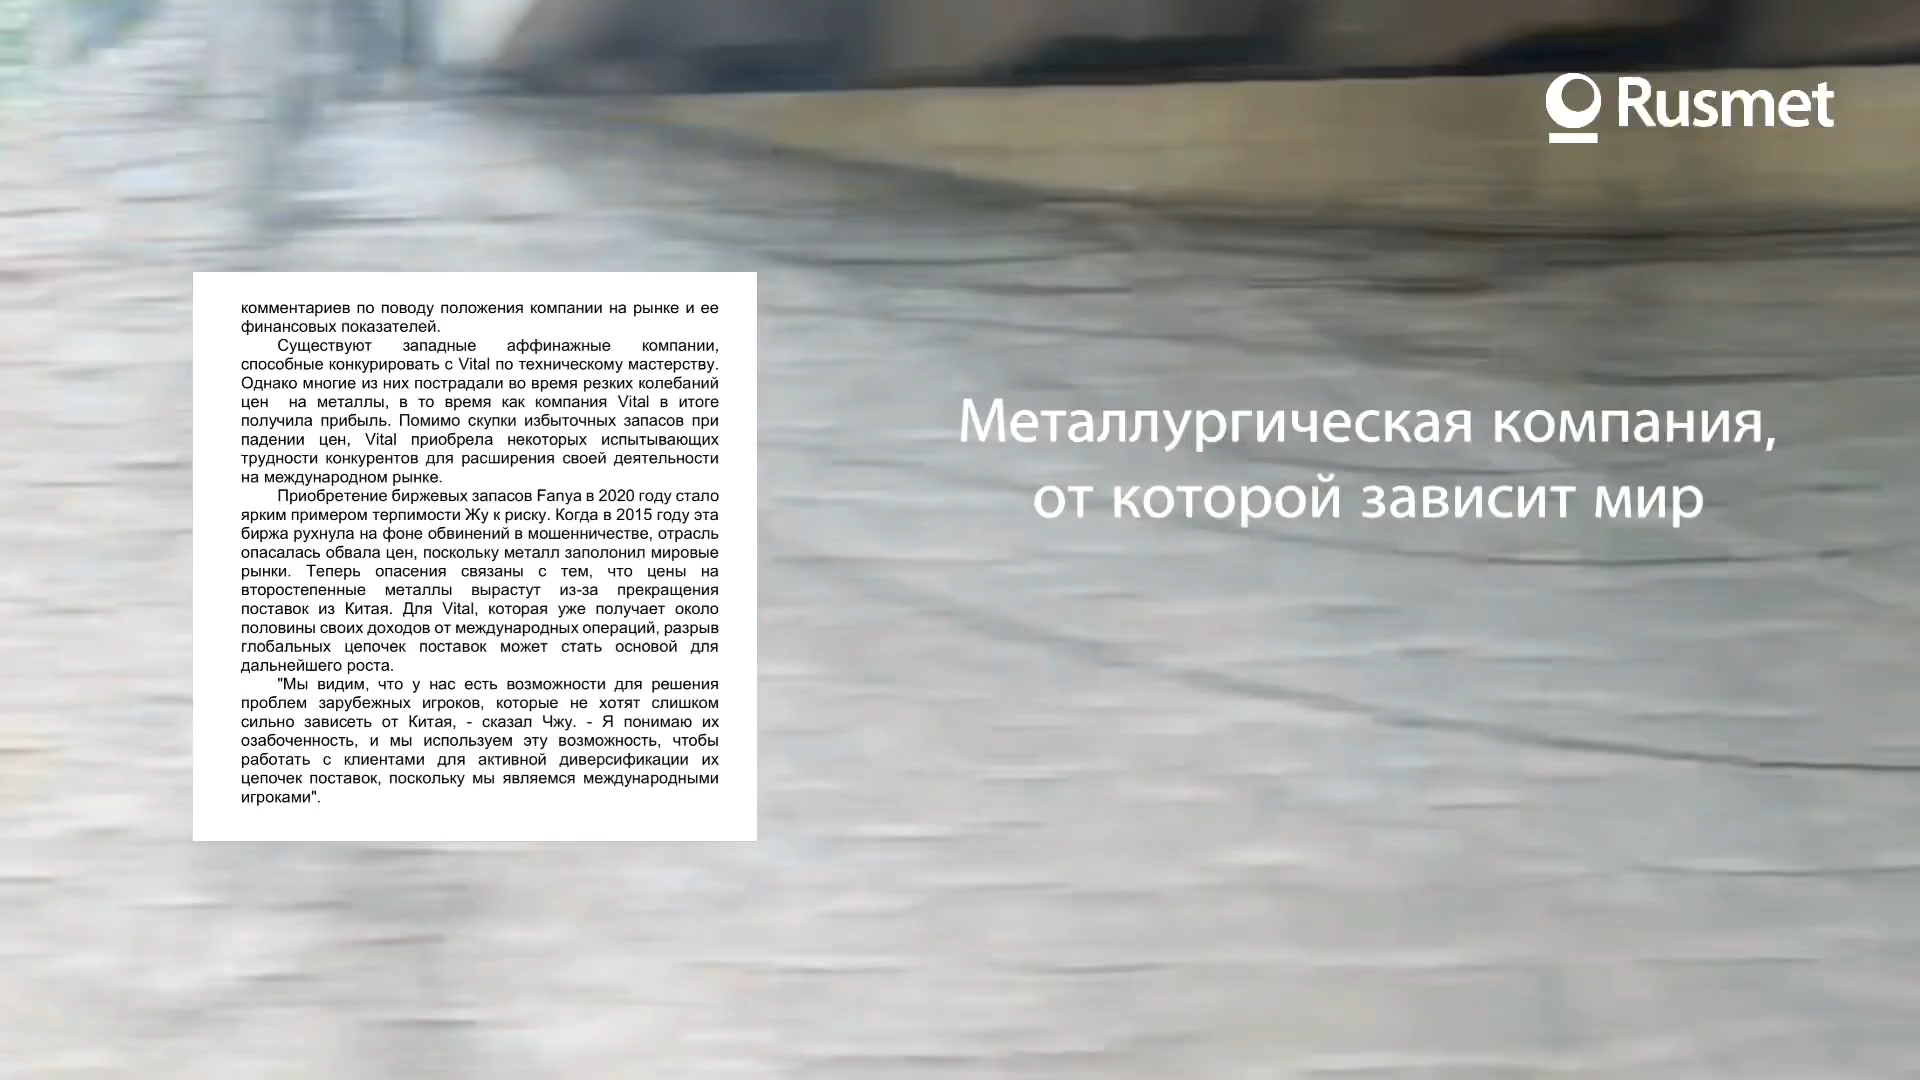 Rusmet
комментариев по поводу положения компании на рынке и ее
финансовых показателей.
Существуют западные аффинажные компании,
способные конкурировать с Vital по техническому мастерству.
Однако многие из них пострадали во время резких колебаний
цен на металлы, в то время как компания Vital в итоге
получила прибыль. Помимо скупки избыточных запасов при
падении цен, Vital приобрела некоторых испытывающих
трудности конкурентов для расширения своей деятельности
на международном рынке.
Приобретение биржевых запасов Fanya в 2020 году стало
ярким примером терпимости Жу к риску. Когда в 2015 году эта
биржа рухнула на фоне обвинений в мошенничестве, отрасль
опасалась обвала цен, поскольку металл заполонил мировые
рынки. Теперь опасения связаны с тем, что цены на
второстепенные металлы вырастут из-за прекращения
поставок из Китая. Для Vital, которая уже получает около
половины своих доходов от международных операций, разрыв
глобальных цепочек поставок может стать основой для
дальнейшего роста.
"Мы видим, что у нас есть возможности для решения
проблем зарубежных игроков, которые не хотят слишком
сильно зависеть от Китая, - сказал Чжу. - Я понимаю их
озабоченность, и мы используем эту возможность, чтобы
работать с клиентами для активной диверсификации их
цепочек поставок, поскольку мы являемся международными
игроками".
Металлургическая компания,
от которой зависит мир